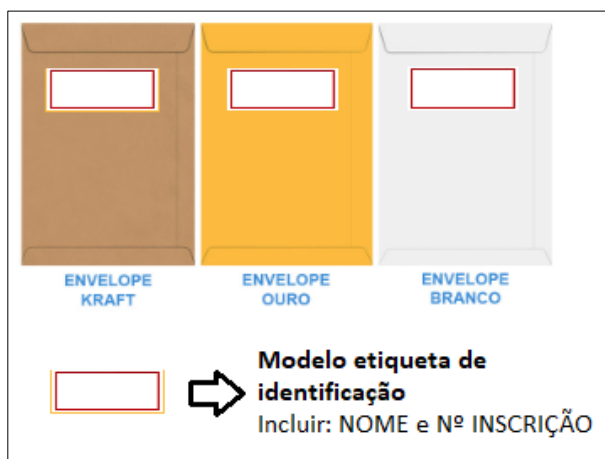 ENVELOPE
KRAFT
ENVELOPE
OURO
ENVELOPE
BRANCO
Modelo etiqueta de
identificação
Incluir: NOME e Nº INSCRIÇÃO